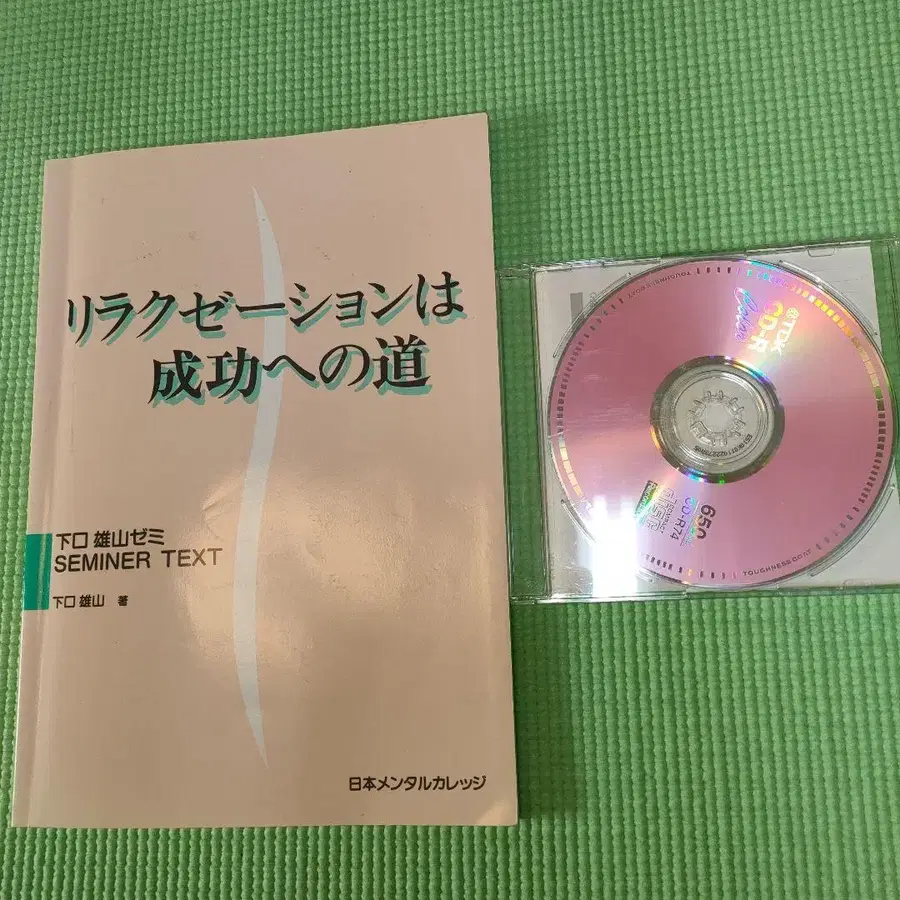 リラクゼーションは
成功への道
下口 雄山ゼミ
SEMINER TEXT
下口 雄山 著
日本メンタルカレッジ
TDK
CD-R
650
CD-R74
TOUGHNESS COAT